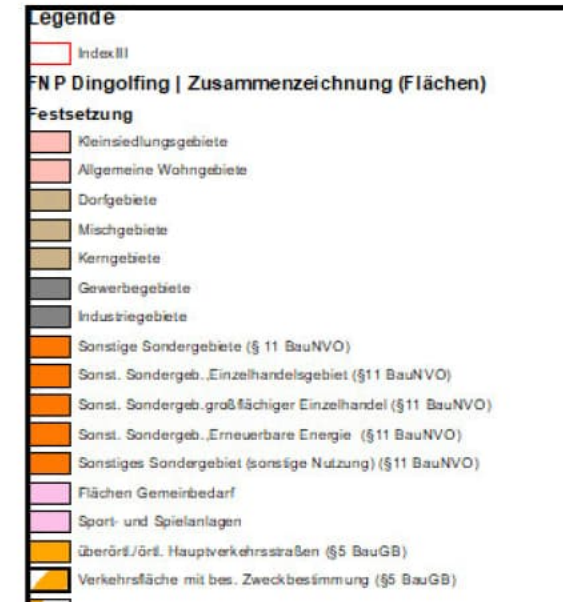 Legende
Index III
FNP Dingolfing | Zusammenzeichnung (Flächen)
Festsetzung
Kleinsiedlungsgebiete
Allgemeine Wohngebiete
Dorfgebiete
Mischgebiete
Kerngebiete
Gewerbegebiete
Industriegebiete
Sonstige Sondergebiete (§ 11 BauNVO)
Sonst. Sondergeb.,Einzelhandelsgebiet (§11 BauNVO)
Sonst. Sondergeb.großflächiger Einzelhandel (§11 BauNVO)
Sonst. Sondergeb.,Erneuerbare Energie (§11 BauNVO)
Sonstiges Sondergebiet (sonstige Nutzung) (§11 BauNVO)
Flächen Gemeinbedarf
Sport- und Spielanlagen
überörtl./örtl. Hauptverkehrsstraßen (§5 BauGB)
Verkehrsfläche mit bes. Zweckbestimmung (§5 BauGB)